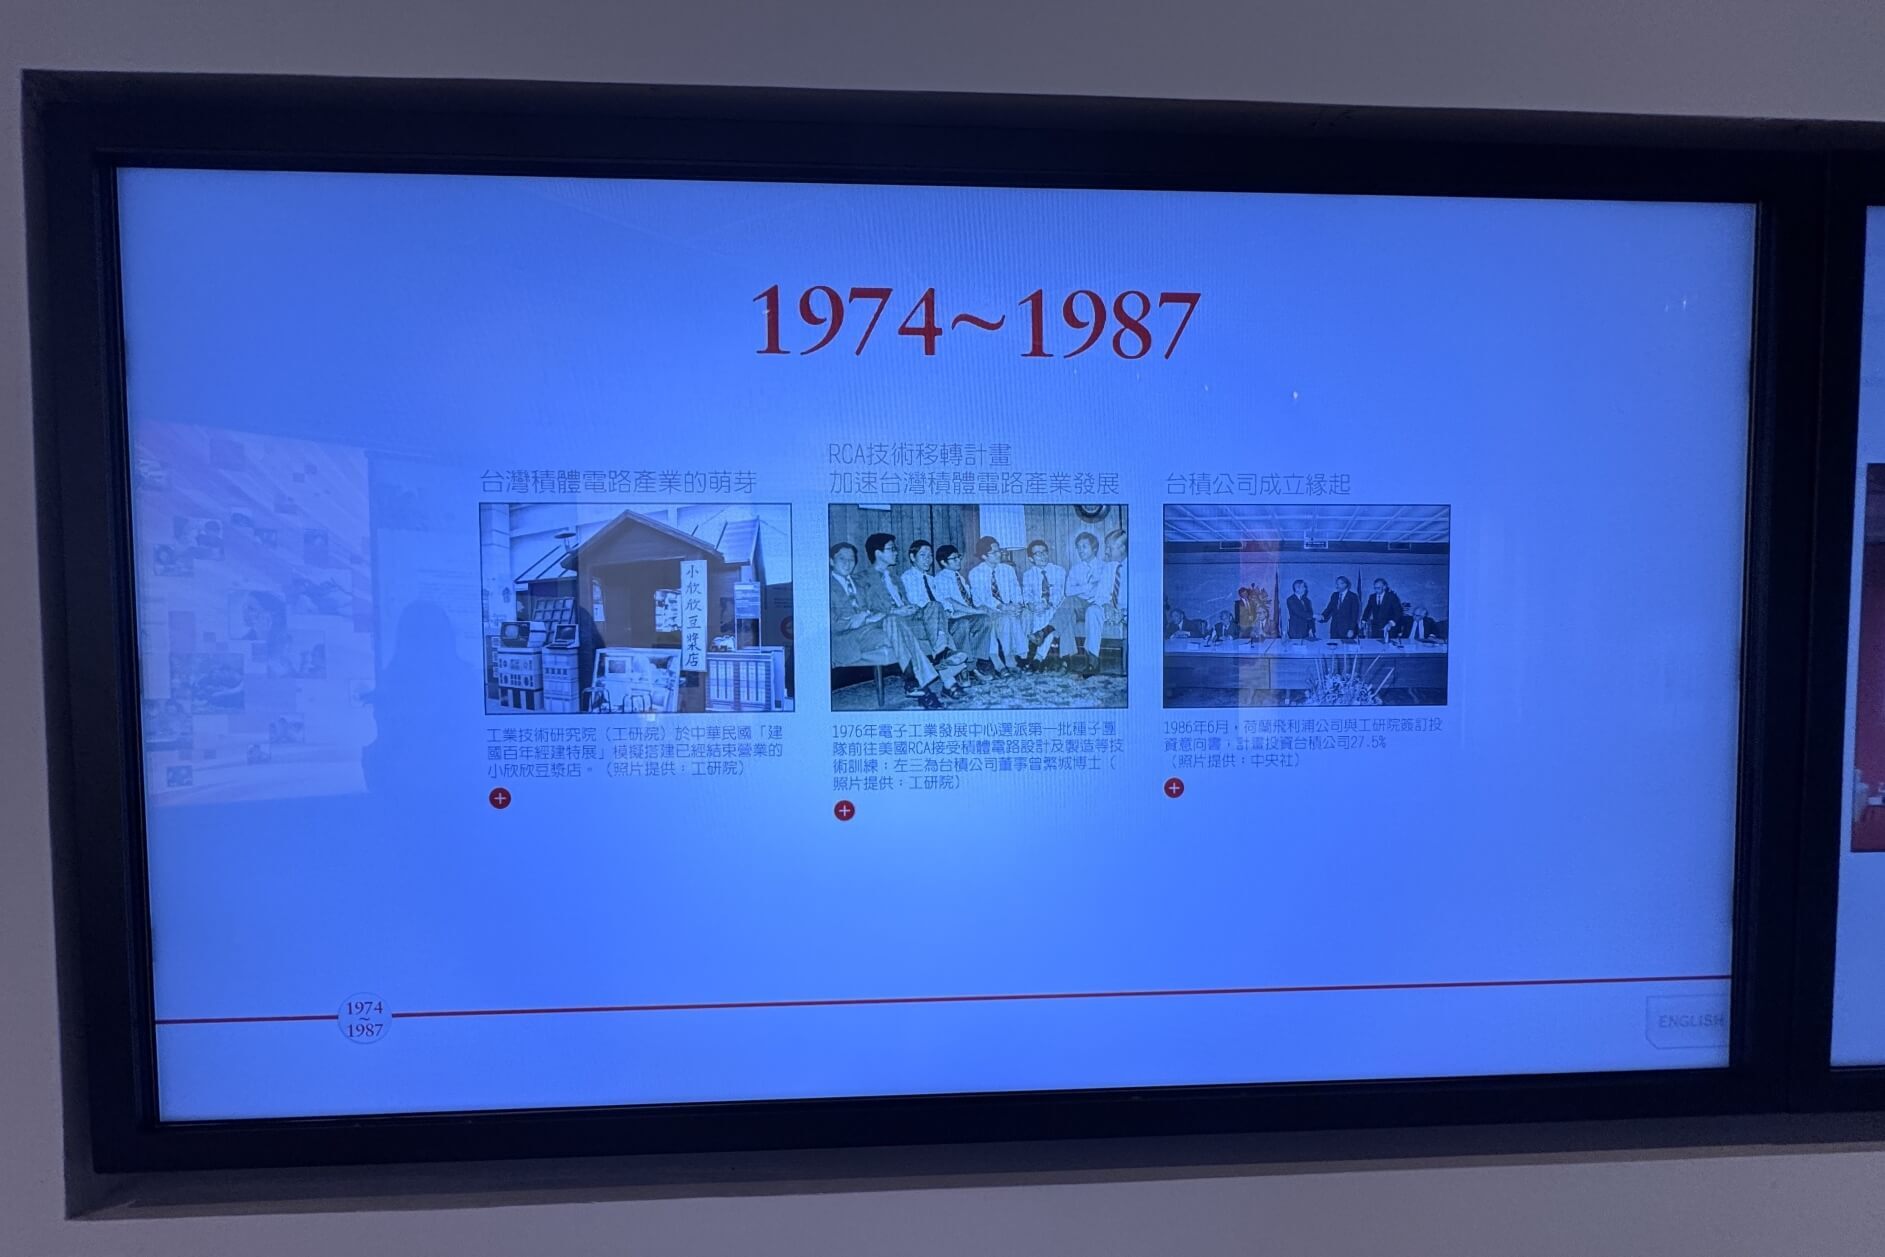 1974~1987
台灣積體電路產業的萌芽
小欣欣豆漿店
工業技術研究院（工研院）於中華民國「建
國百年經建特展」模擬搭建已經結束營業的
小欣欣豆漿店。（照片提供：工研院）
RCA技術移轉計畫
加速台灣積體電路產業發展
1976年電子工業發展中心選派第一批種子團
隊前往美國RCA接受積體電路設計及製造等技
術訓練；左三為台積公司董事曾繁城博士（
照片提供：工研院）
台積公司成立緣起
1986年6月，荷蘭飛利浦公司與工研院簽訂投
資意向書，計畫投資台積公司27.5%
（照片提供：中央社）
1974
~
1987
ENGLISH